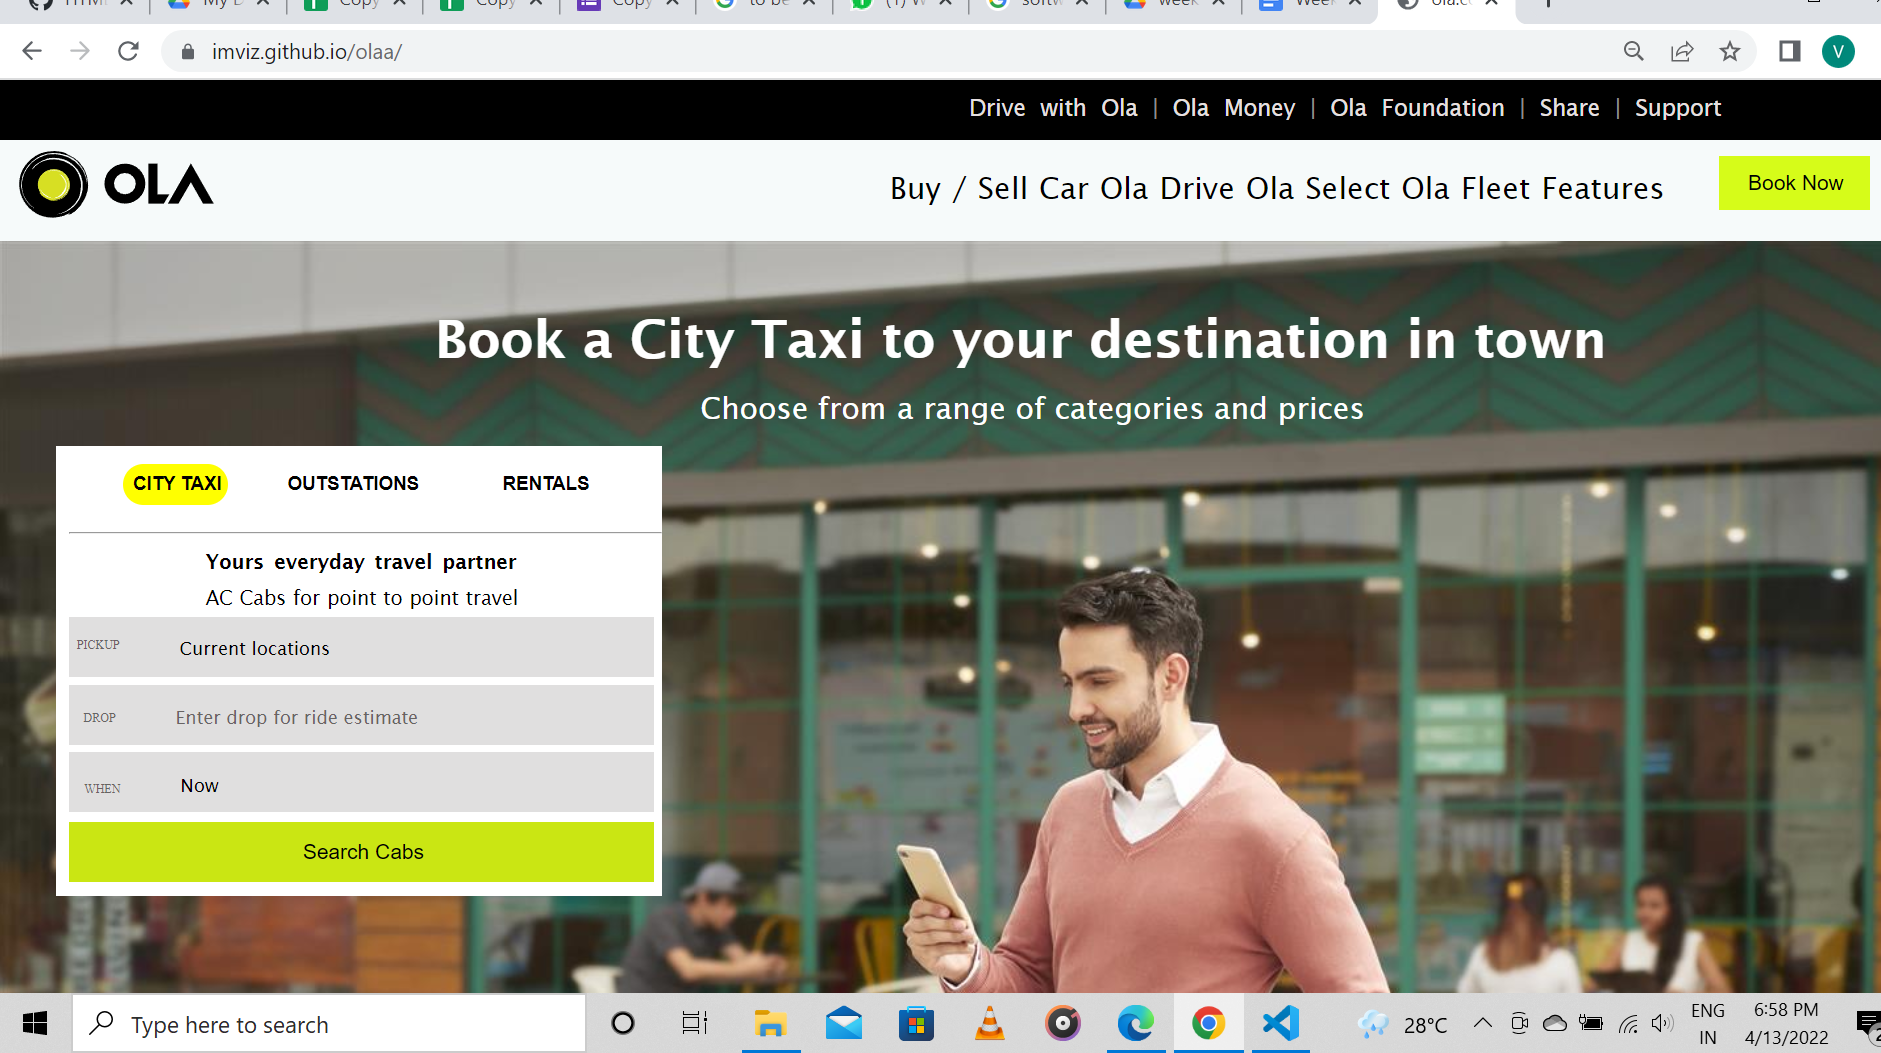 Copy
Copy
Copy
imviz.github.io/olaa/
V
Drive with Ola | Ola Money | Ola Foundation | Share | Support
OLA
Buy / Sell Car Ola Drive Ola Select Ola Fleet Features
Book Now
Book a City Taxi to your destination in town
Choose from a range of categories and prices
CITY TAXI OUTSTATIONS RENTALS
Yours everyday travel partner
AC Cabs for point to point travel
PICKUP Current locations
DROP Enter drop for ride estimate
WHEN Now
Search Cabs
Type here to search
28°C
ENG
IN
6:58 PM
4/13/2022